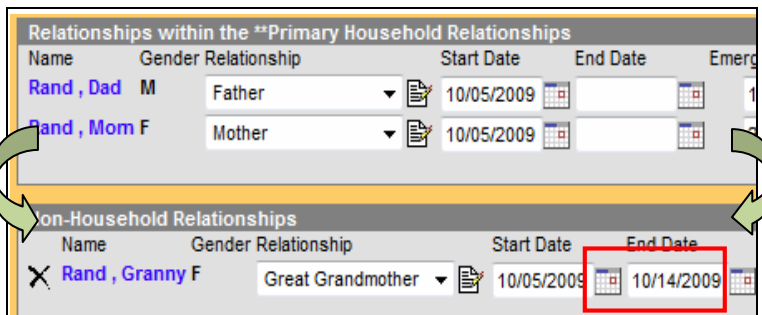 Relationships within the **Primary Household Relationships
Name Gender Relationship Start Date End Date Emerg
Rand , Dad M Father 10/05/2009 1
Rand , Mom F Mother 10/05/2009
Non-Household Relationships
Name Gender Relationship Start Date End Date
Rand , Granny F Great Grandmother 10/05/2009 10/14/2009